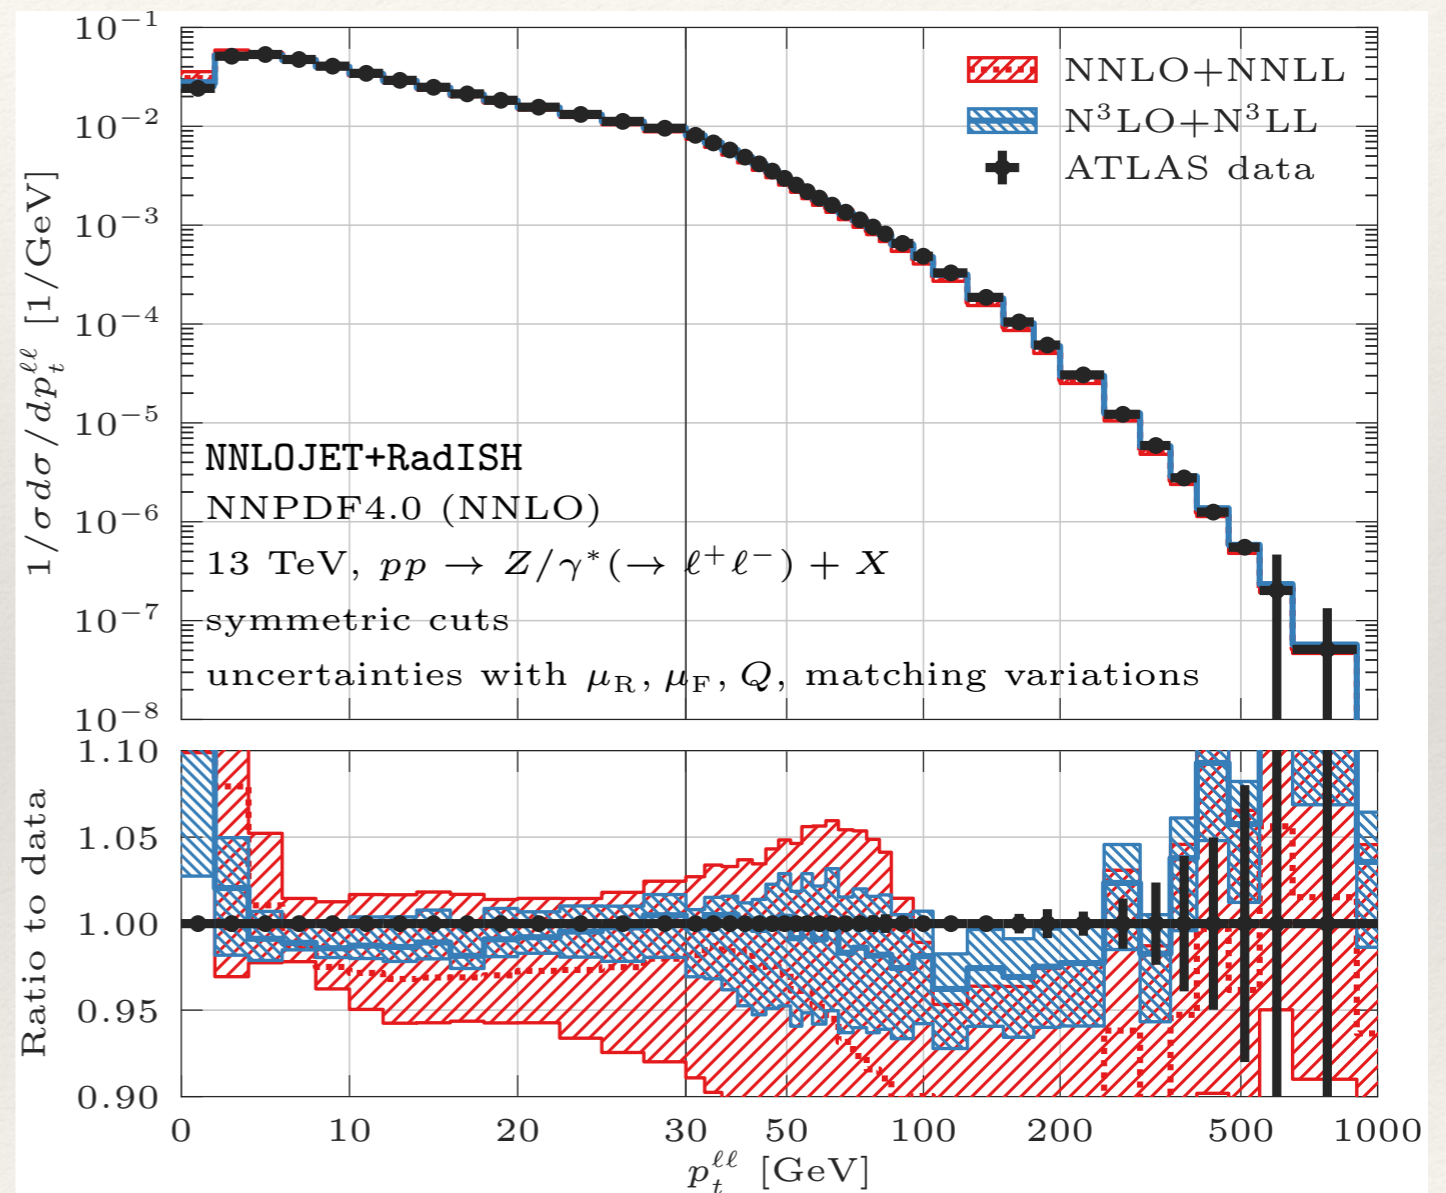 10⁻¹
10⁻²
10⁻³
10⁻⁴
10⁻⁵
10⁻⁶
10⁻⁷
10⁻⁸
1/σ dσ/dp_t^{ℓℓ} [1/GeV]
NNLO+NNLL
N³LO+N³LL
ATLAS data
NNLOJET+RadISH
NNPDF4.0 (NNLO)
13 TeV, pp → Z/γ*(→ ℓ⁺ℓ⁻) + X
symmetric cuts
uncertainties with μ_R, μ_F, Q, matching variations
1.10
1.05
1.00
0.95
0.90
Ratio to data
0 10 20 30 50 100 200 500 1000
p_t^{ℓℓ} [GeV]